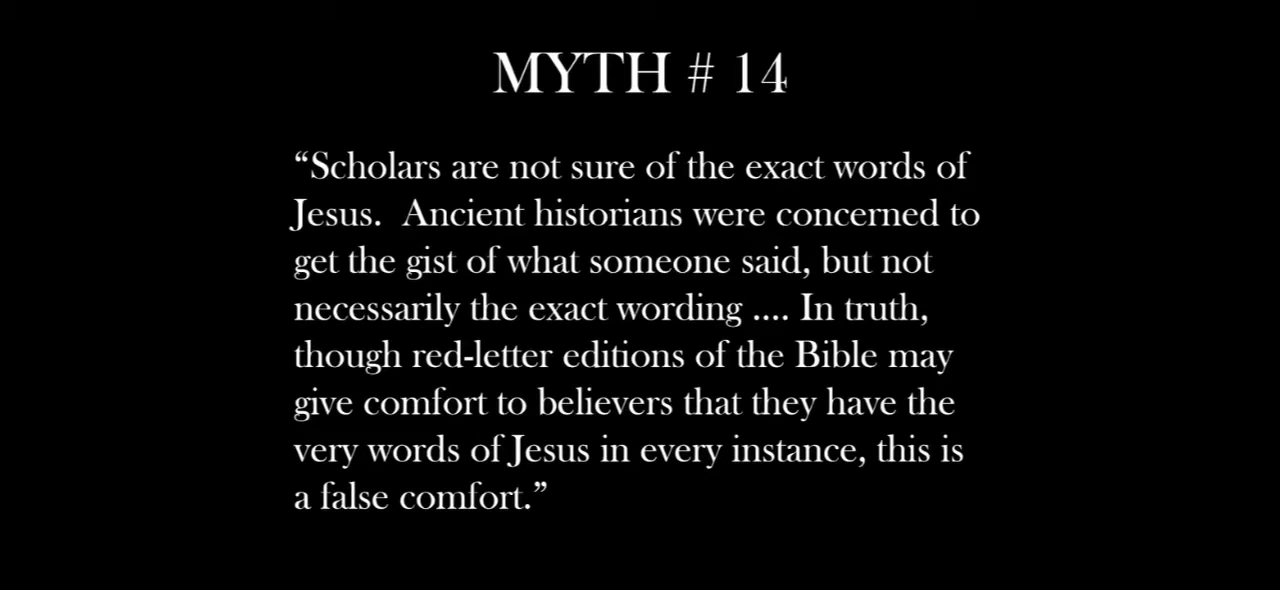 MYTH # 14
“Scholars are not sure of the exact words of
Jesus.  Ancient historians were concerned to
get the gist of what someone said, but not
necessarily the exact wording .... In truth,
though red-letter editions of the Bible may
give comfort to believers that they have the
very words of Jesus in every instance, this is
a false comfort.”